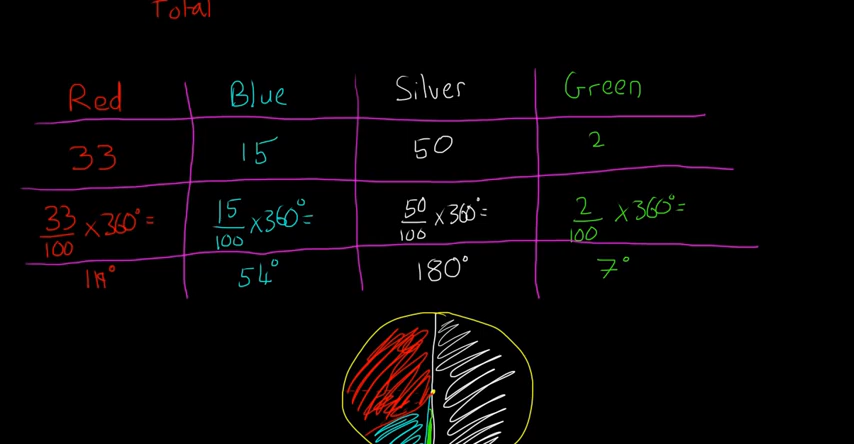 Total
Red Blue Silver Green
33 15 50 2
33/100 ×360°= 15/100 ×360°= 50/100 ×360°= 2/100 ×360°=
54° 180° 7°